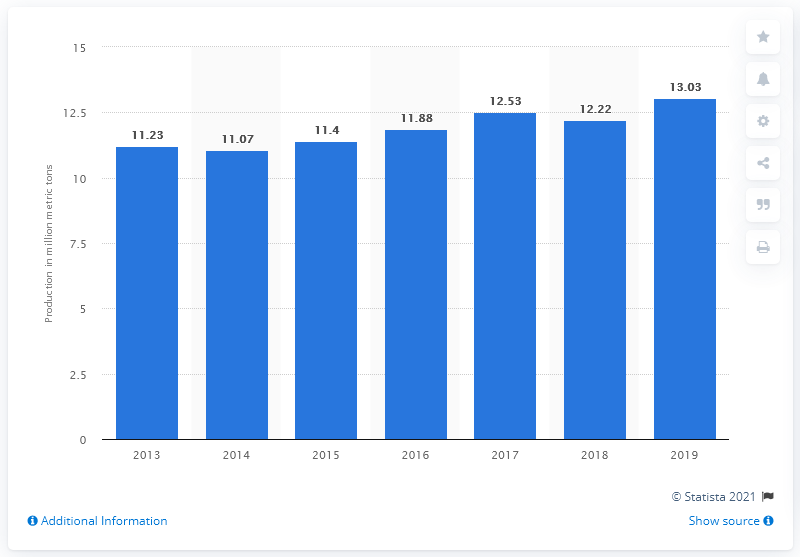 15
12.5
10
7.5
5
2.5
0
Production in million metric tons
11.23
11.07
11.4
11.88
12.53
12.22
13.03
2013 2014 2015 2016 2017 2018 2019
© Statista 2021
Additional Information
Show source